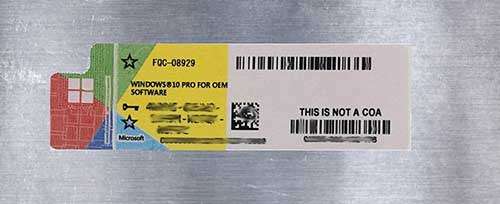 FQC-08929
WINDOWS®10 PRO FOR OEM
SOFTWARE
Microsoft
THIS IS NOT A COA